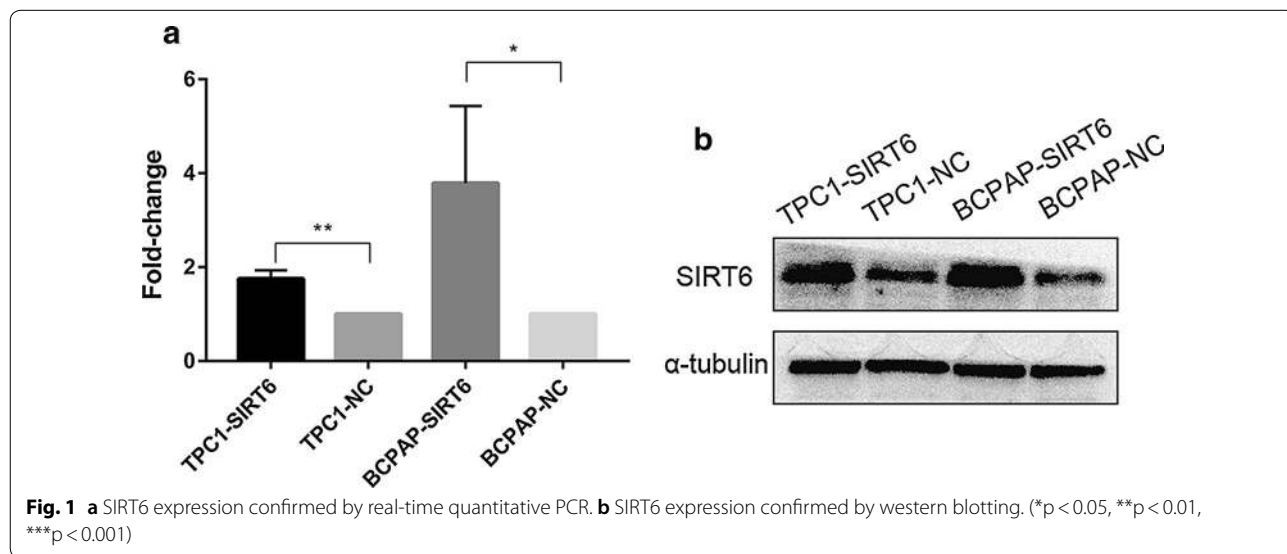 a
*
6
**
4
2
0
Fold-change
TPC1-SIRT6
TPC1-NC
BCPAP-SIRT6
BCPAP-NC
b
TPC1-SIRT6
TPC1-NC
BCPAP-SIRT6
BCPAP-NC
SIRT6
α-tubulin
Fig. 1 a SIRT6 expression confirmed by real-time quantitative PCR. b SIRT6 expression confirmed by western blotting. (*p < 0.05, **p < 0.01,
***p < 0.001)